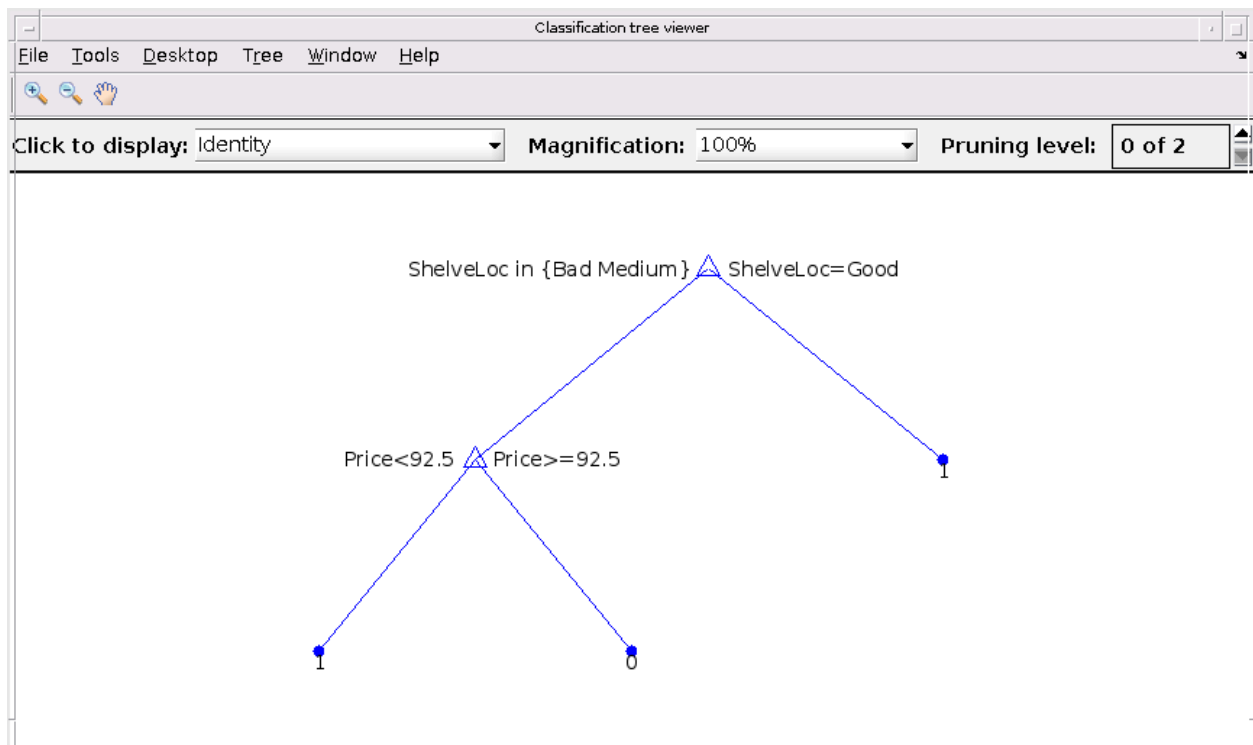 Classification tree viewer
File Tools Desktop Tree Window Help
Click to display: Identity Magnification: 100% Pruning level: 0 of 2
ShelveLoc in {Bad Medium} ShelveLoc=Good
Price<92.5 Price>=92.5
1
1 0